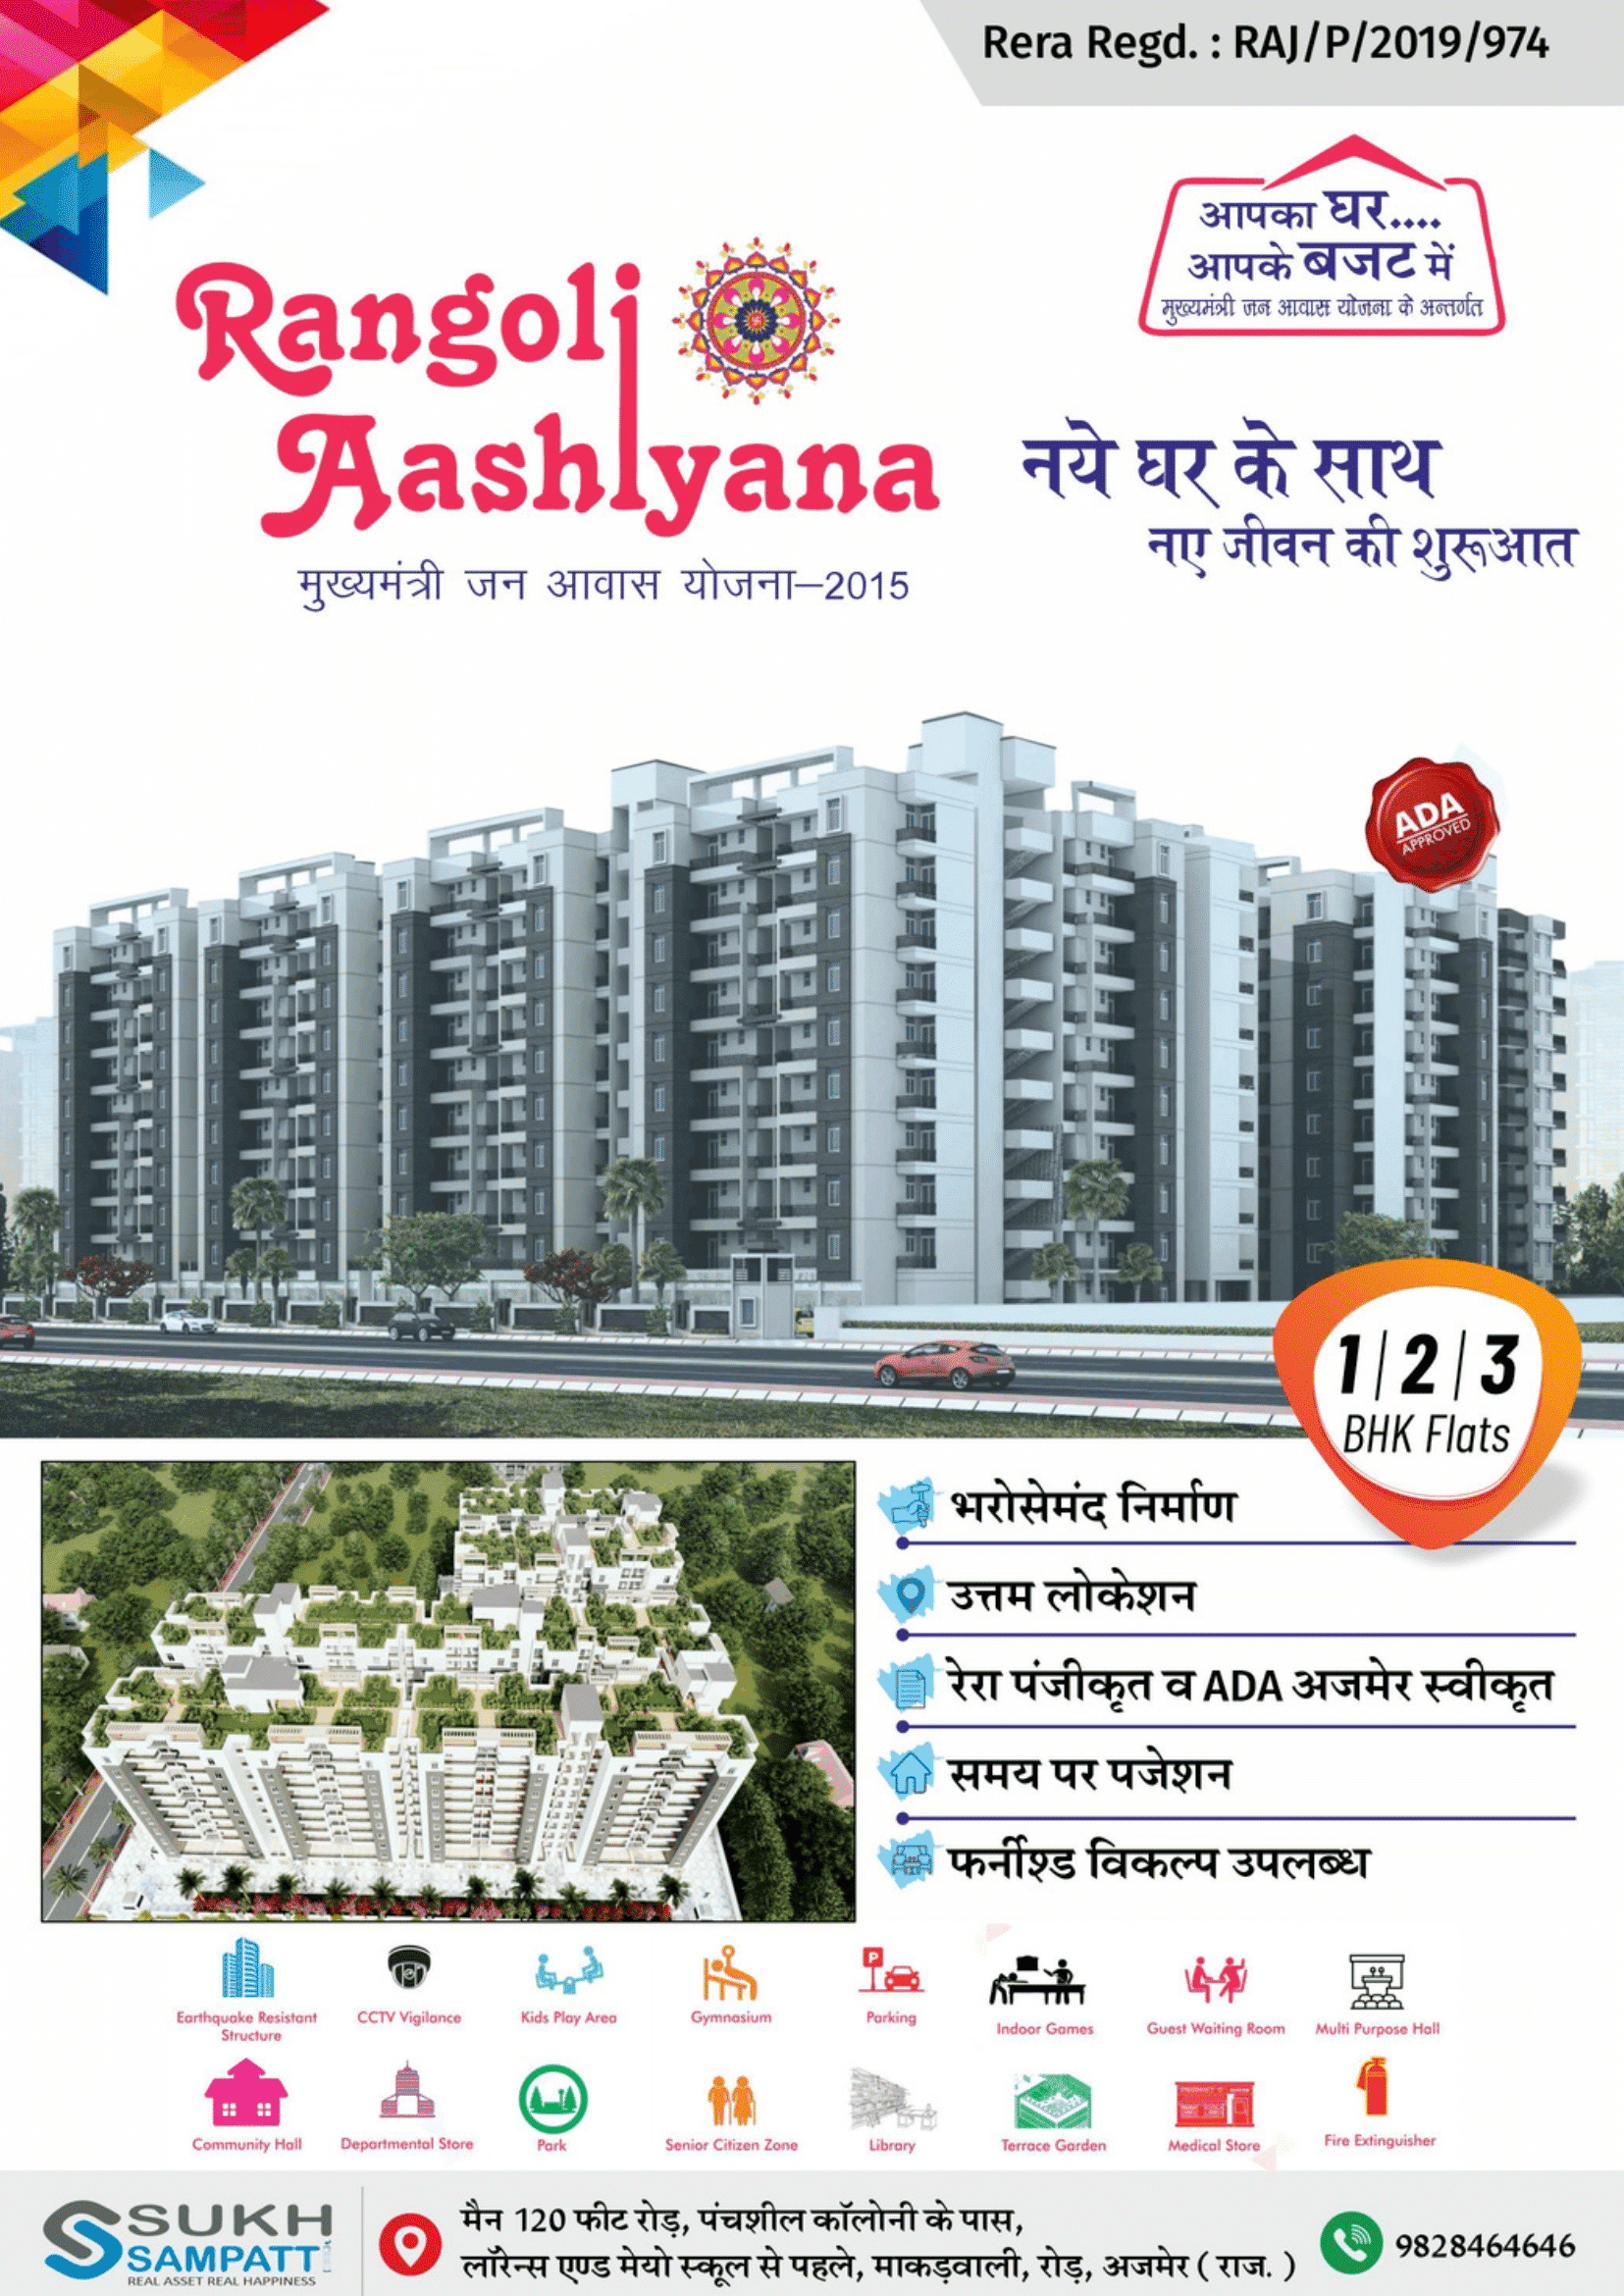 Rera Regd. : RAJ/P/2019/974
आपका घर....
आपके बजट में
मुख्यमंत्री जन आवास योजना के अन्तर्गत
Rangoli
Aashiyana
मुख्यमंत्री जन आवास योजना–2015
नये घर के साथ
नए जीवन की शुरूआत
ADA
APPROVED
1|2|3
BHK Flats
भरोसेमंद निर्माण
उत्तम लोकेशन
रेरा पंजीकृत व ADA अजमेर स्वीकृत
समय पर पजेशन
फर्नीश्ड विकल्प उपलब्ध
Earthquake Resistant
Structure
CCTV Vigilance
Kids Play Area
Gymnasium
Parking
Indoor Games
Guest Waiting Room
Multi Purpose Hall
Community Hall
Departmental Store
Park
Senior Citizen Zone
Library
Terrace Garden
Medical Store
Fire Extinguisher
SUKH
SAMPATTI
REAL ASSET REAL HAPPINESS
मैन 120 फीट रोड़, पंचशील कॉलोनी के पास,
लॉरेन्स एण्ड मेयो स्कूल से पहले, माकड़वाली, रोड़, अजमेर ( राज. )
9828464646